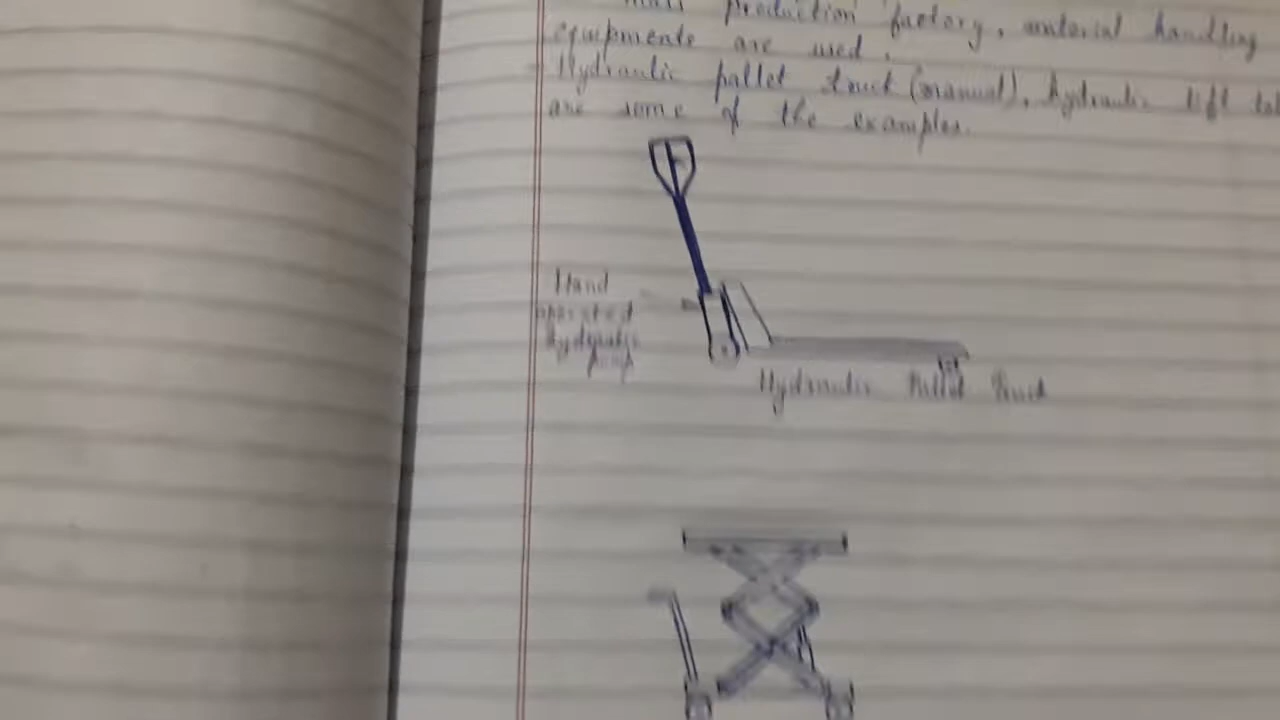 production factory, material handling
equipments are used.
Hydraulic pallet truck (manual), hydraulic lift
are some of the examples.
Hand
operated
hydraulic
pump
Hydraulic Pallet Truck